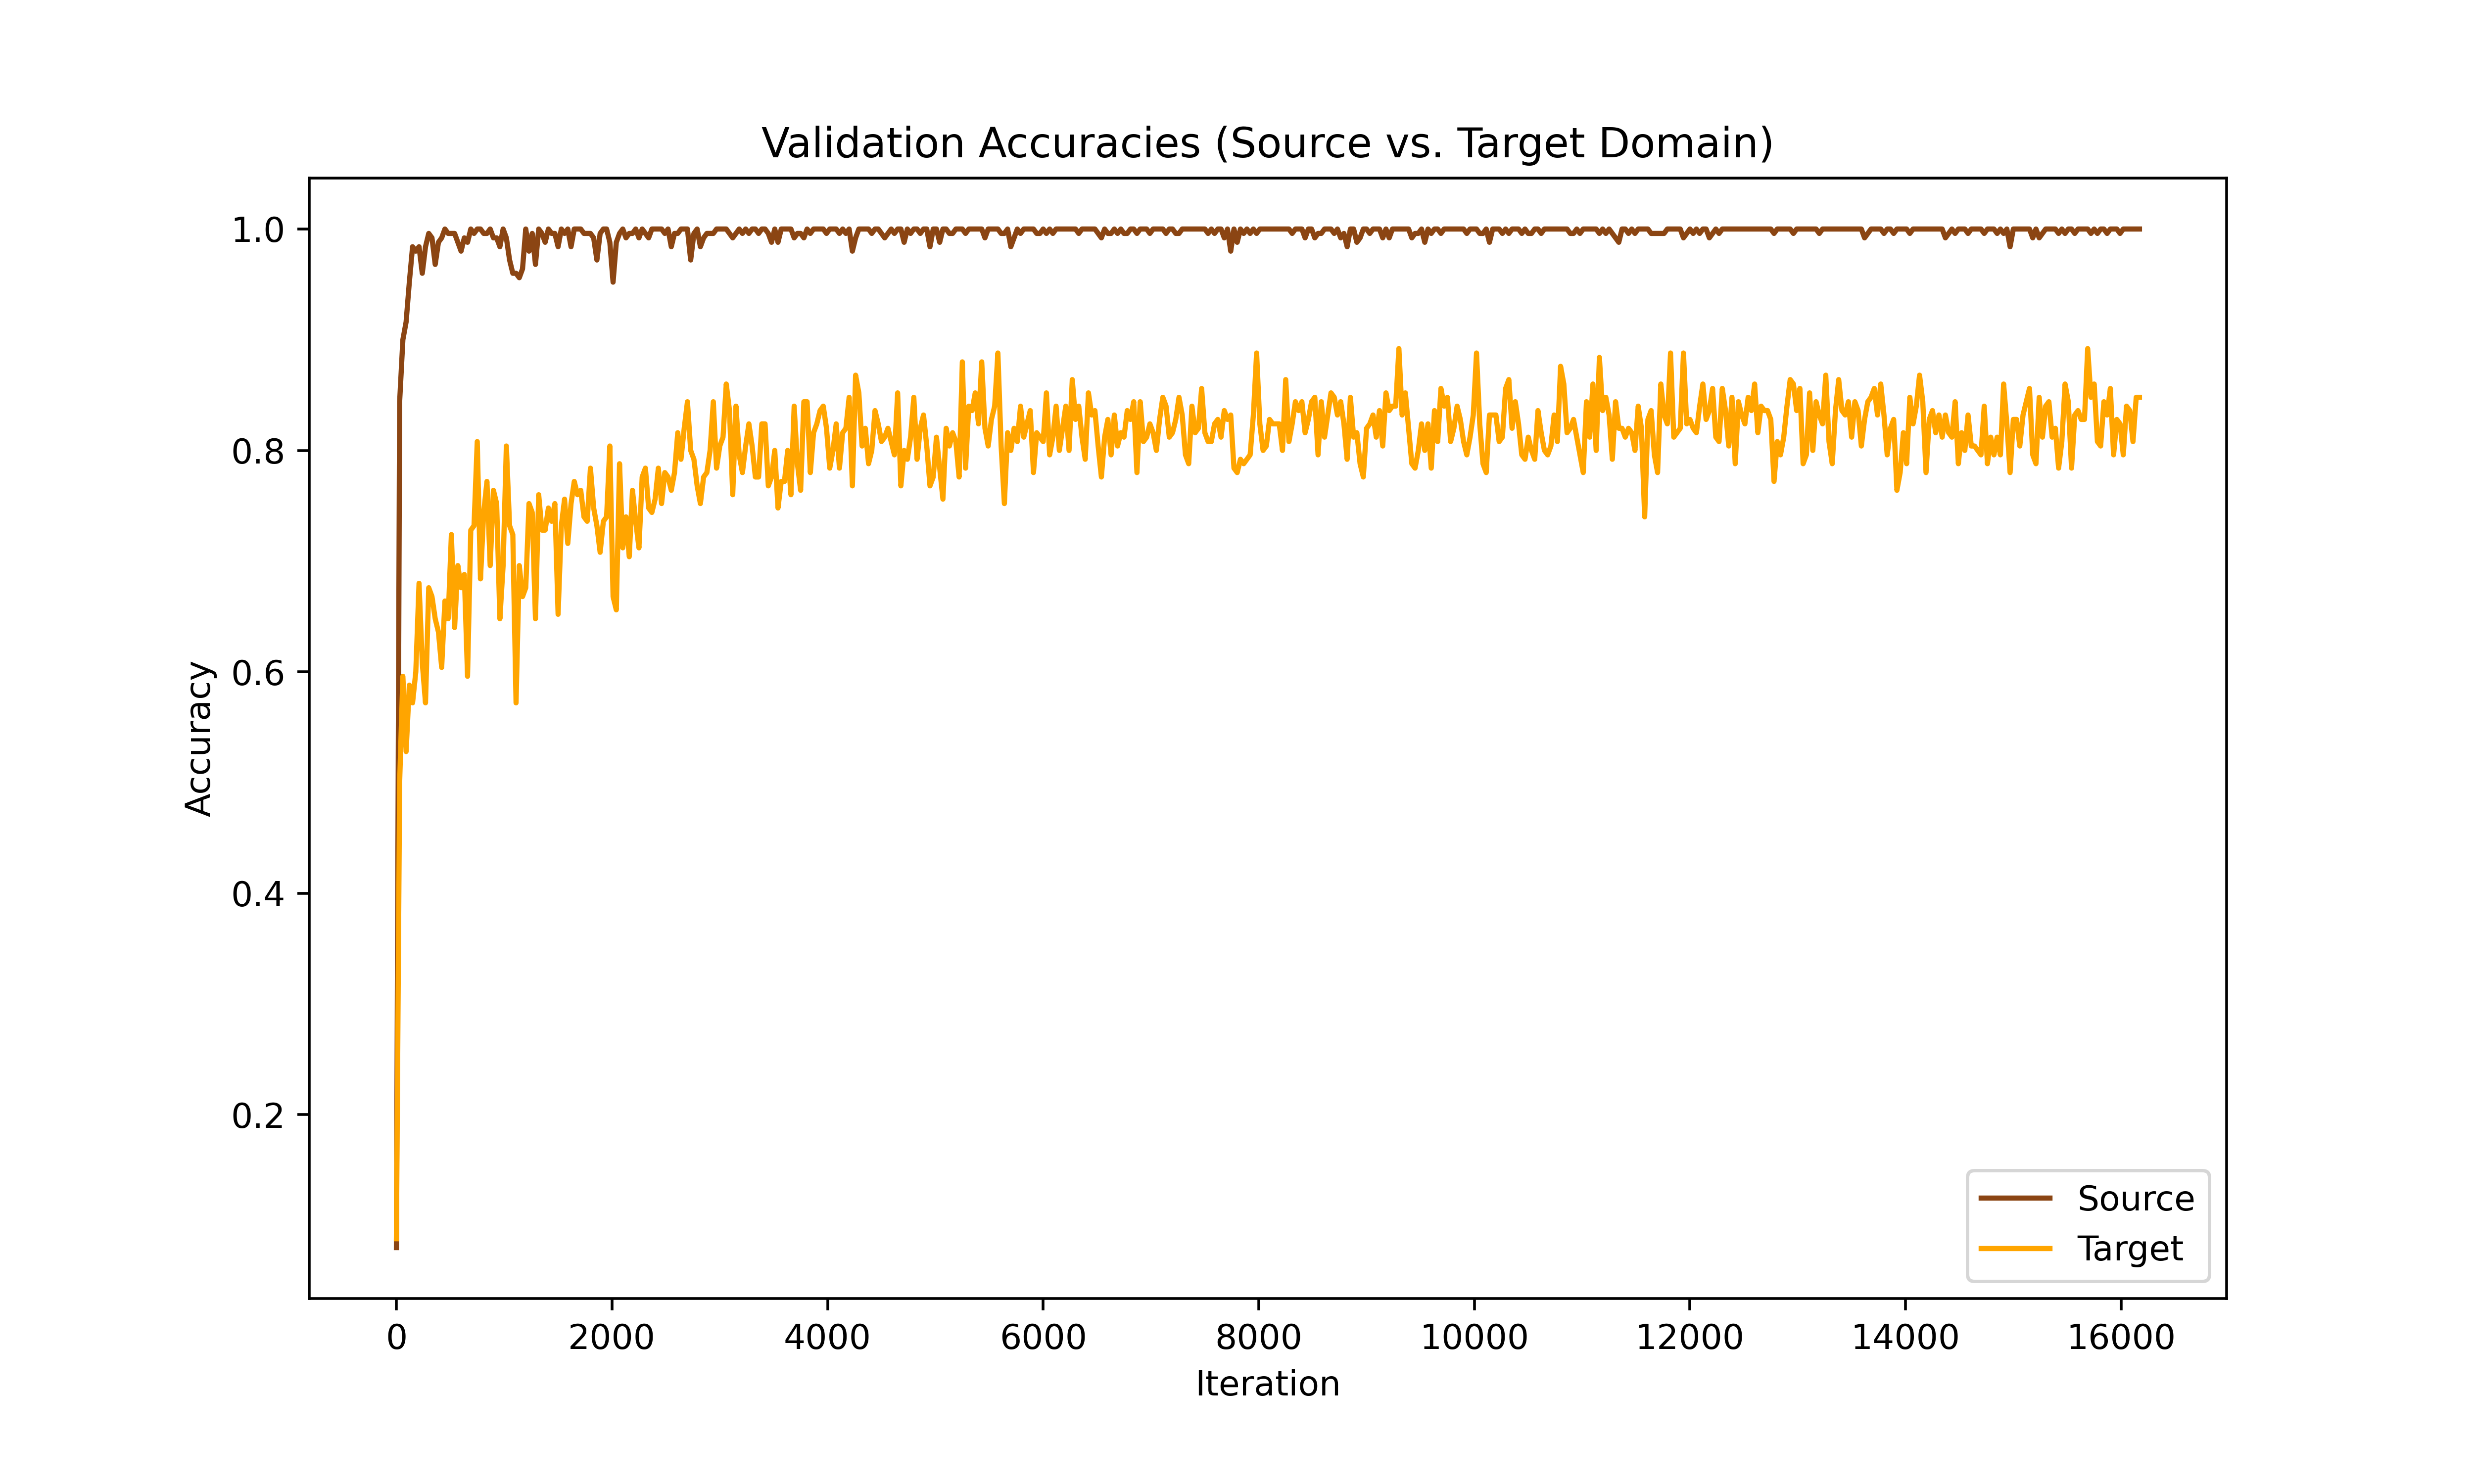 Validation Accuracies (Source vs. Target Domain)
1.0
0.8
0.6
0.4
0.2
Accuracy
0
2000
4000
6000
8000
10000
12000
14000
16000
Iteration
Source
Target